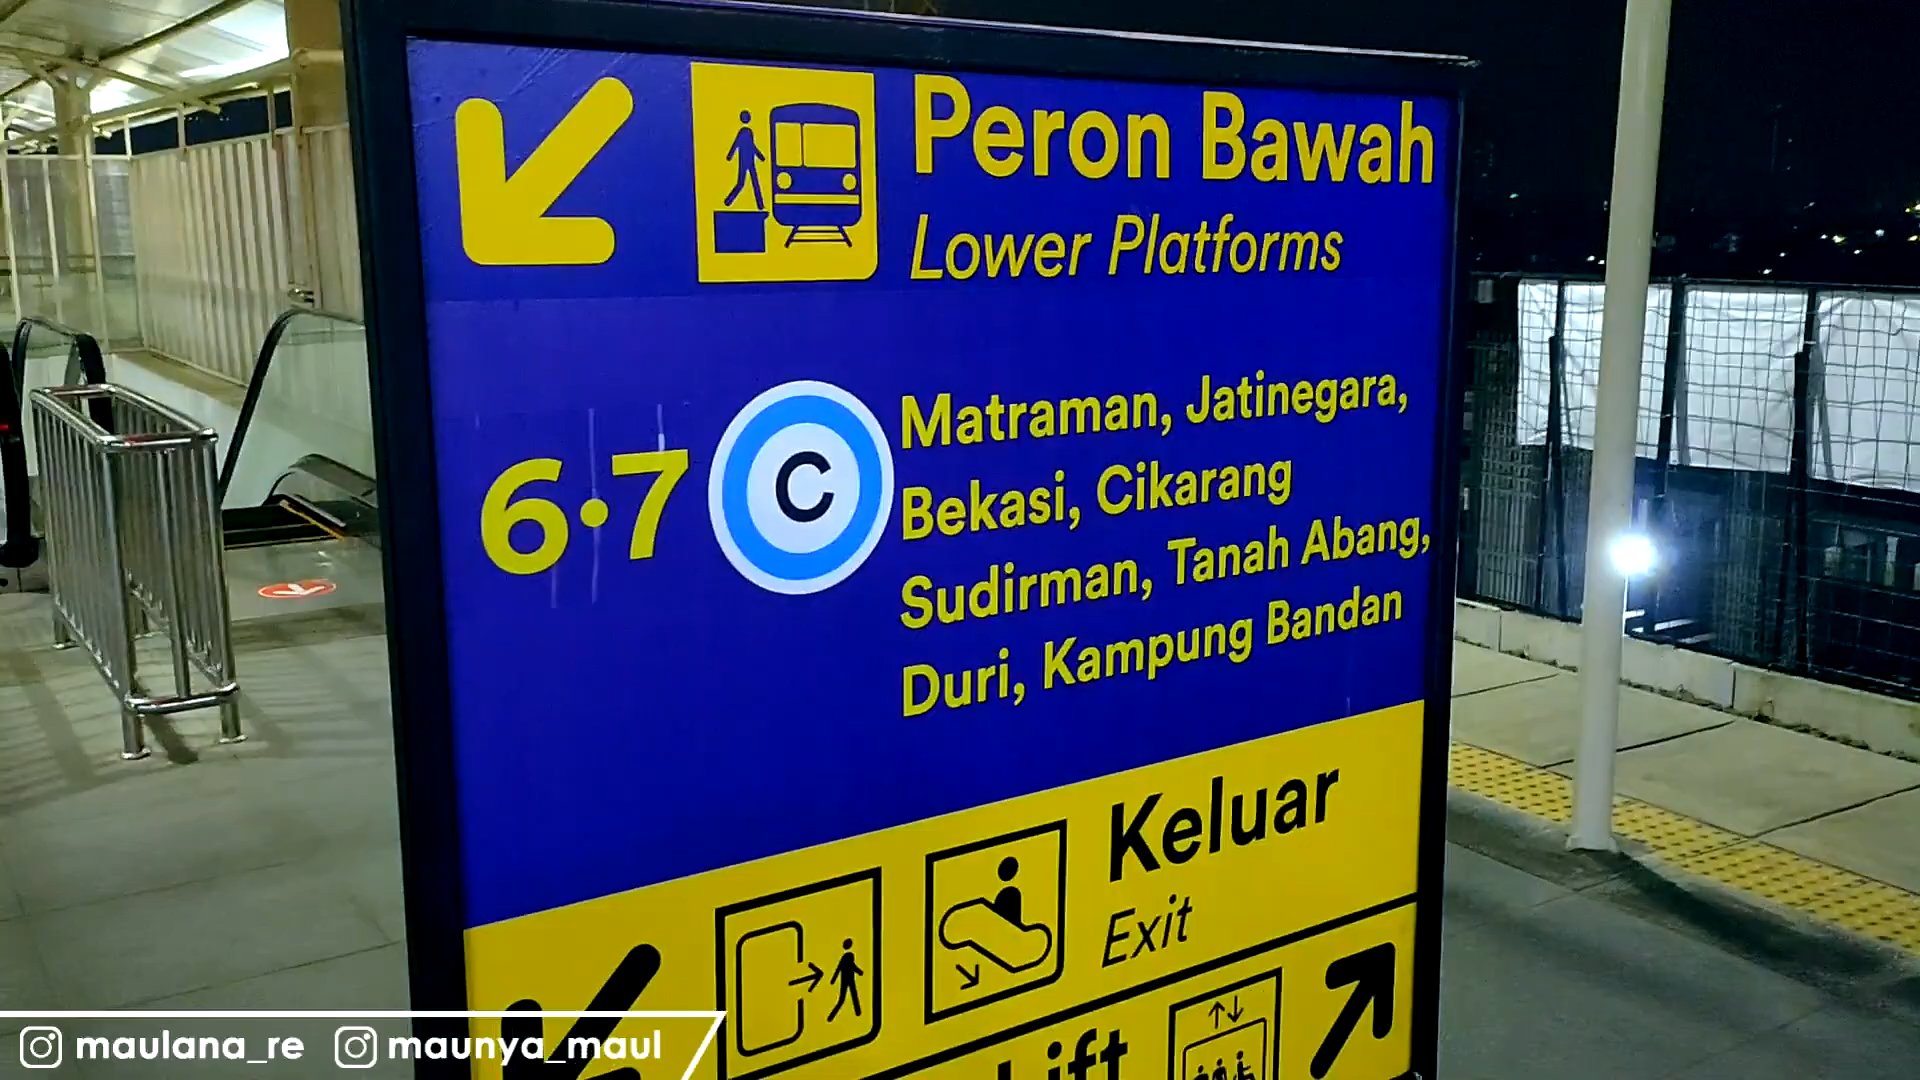 Peron Bawah
Lower Platforms
6•7 C
Matraman, Jatinegara,
Bekasi, Cikarang
Sudirman, Tanah Abang,
Duri, Kampung Bandan
Keluar
Exit
Lift
maulana_re maunya_maul